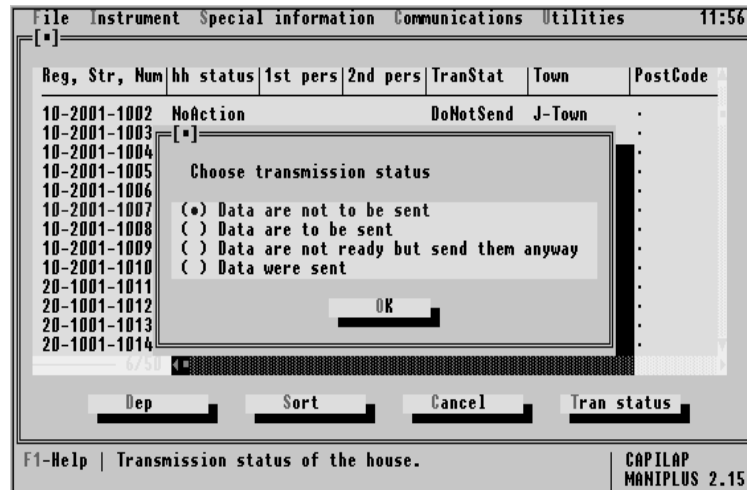 File Instrument Special information Communications Utilities 11:56
[▪]
Reg, Str, Num|hh status|1st pers|2nd pers|TranStat |Town |PostCode
10-2001-1002 NoAction DoNotSend J-Town .
10-2001-1003 [▪] .
10-2001-1004 .
10-2001-1005 Choose transmission status .
10-2001-1006 .
10-2001-1007 (•) Data are not to be sent .
10-2001-1008 ( ) Data are to be sent .
10-2001-1009 ( ) Data are not ready but send them anyway .
10-2001-1010 ( ) Data were sent .
20-1001-1011 .
20-1001-1012 OK .
20-1001-1013 .
20-1001-1014 .
6/50
Dep Sort Cancel Tran status
F1-Help | Transmission status of the house. | CAPILAP
MANIPLUS 2.15